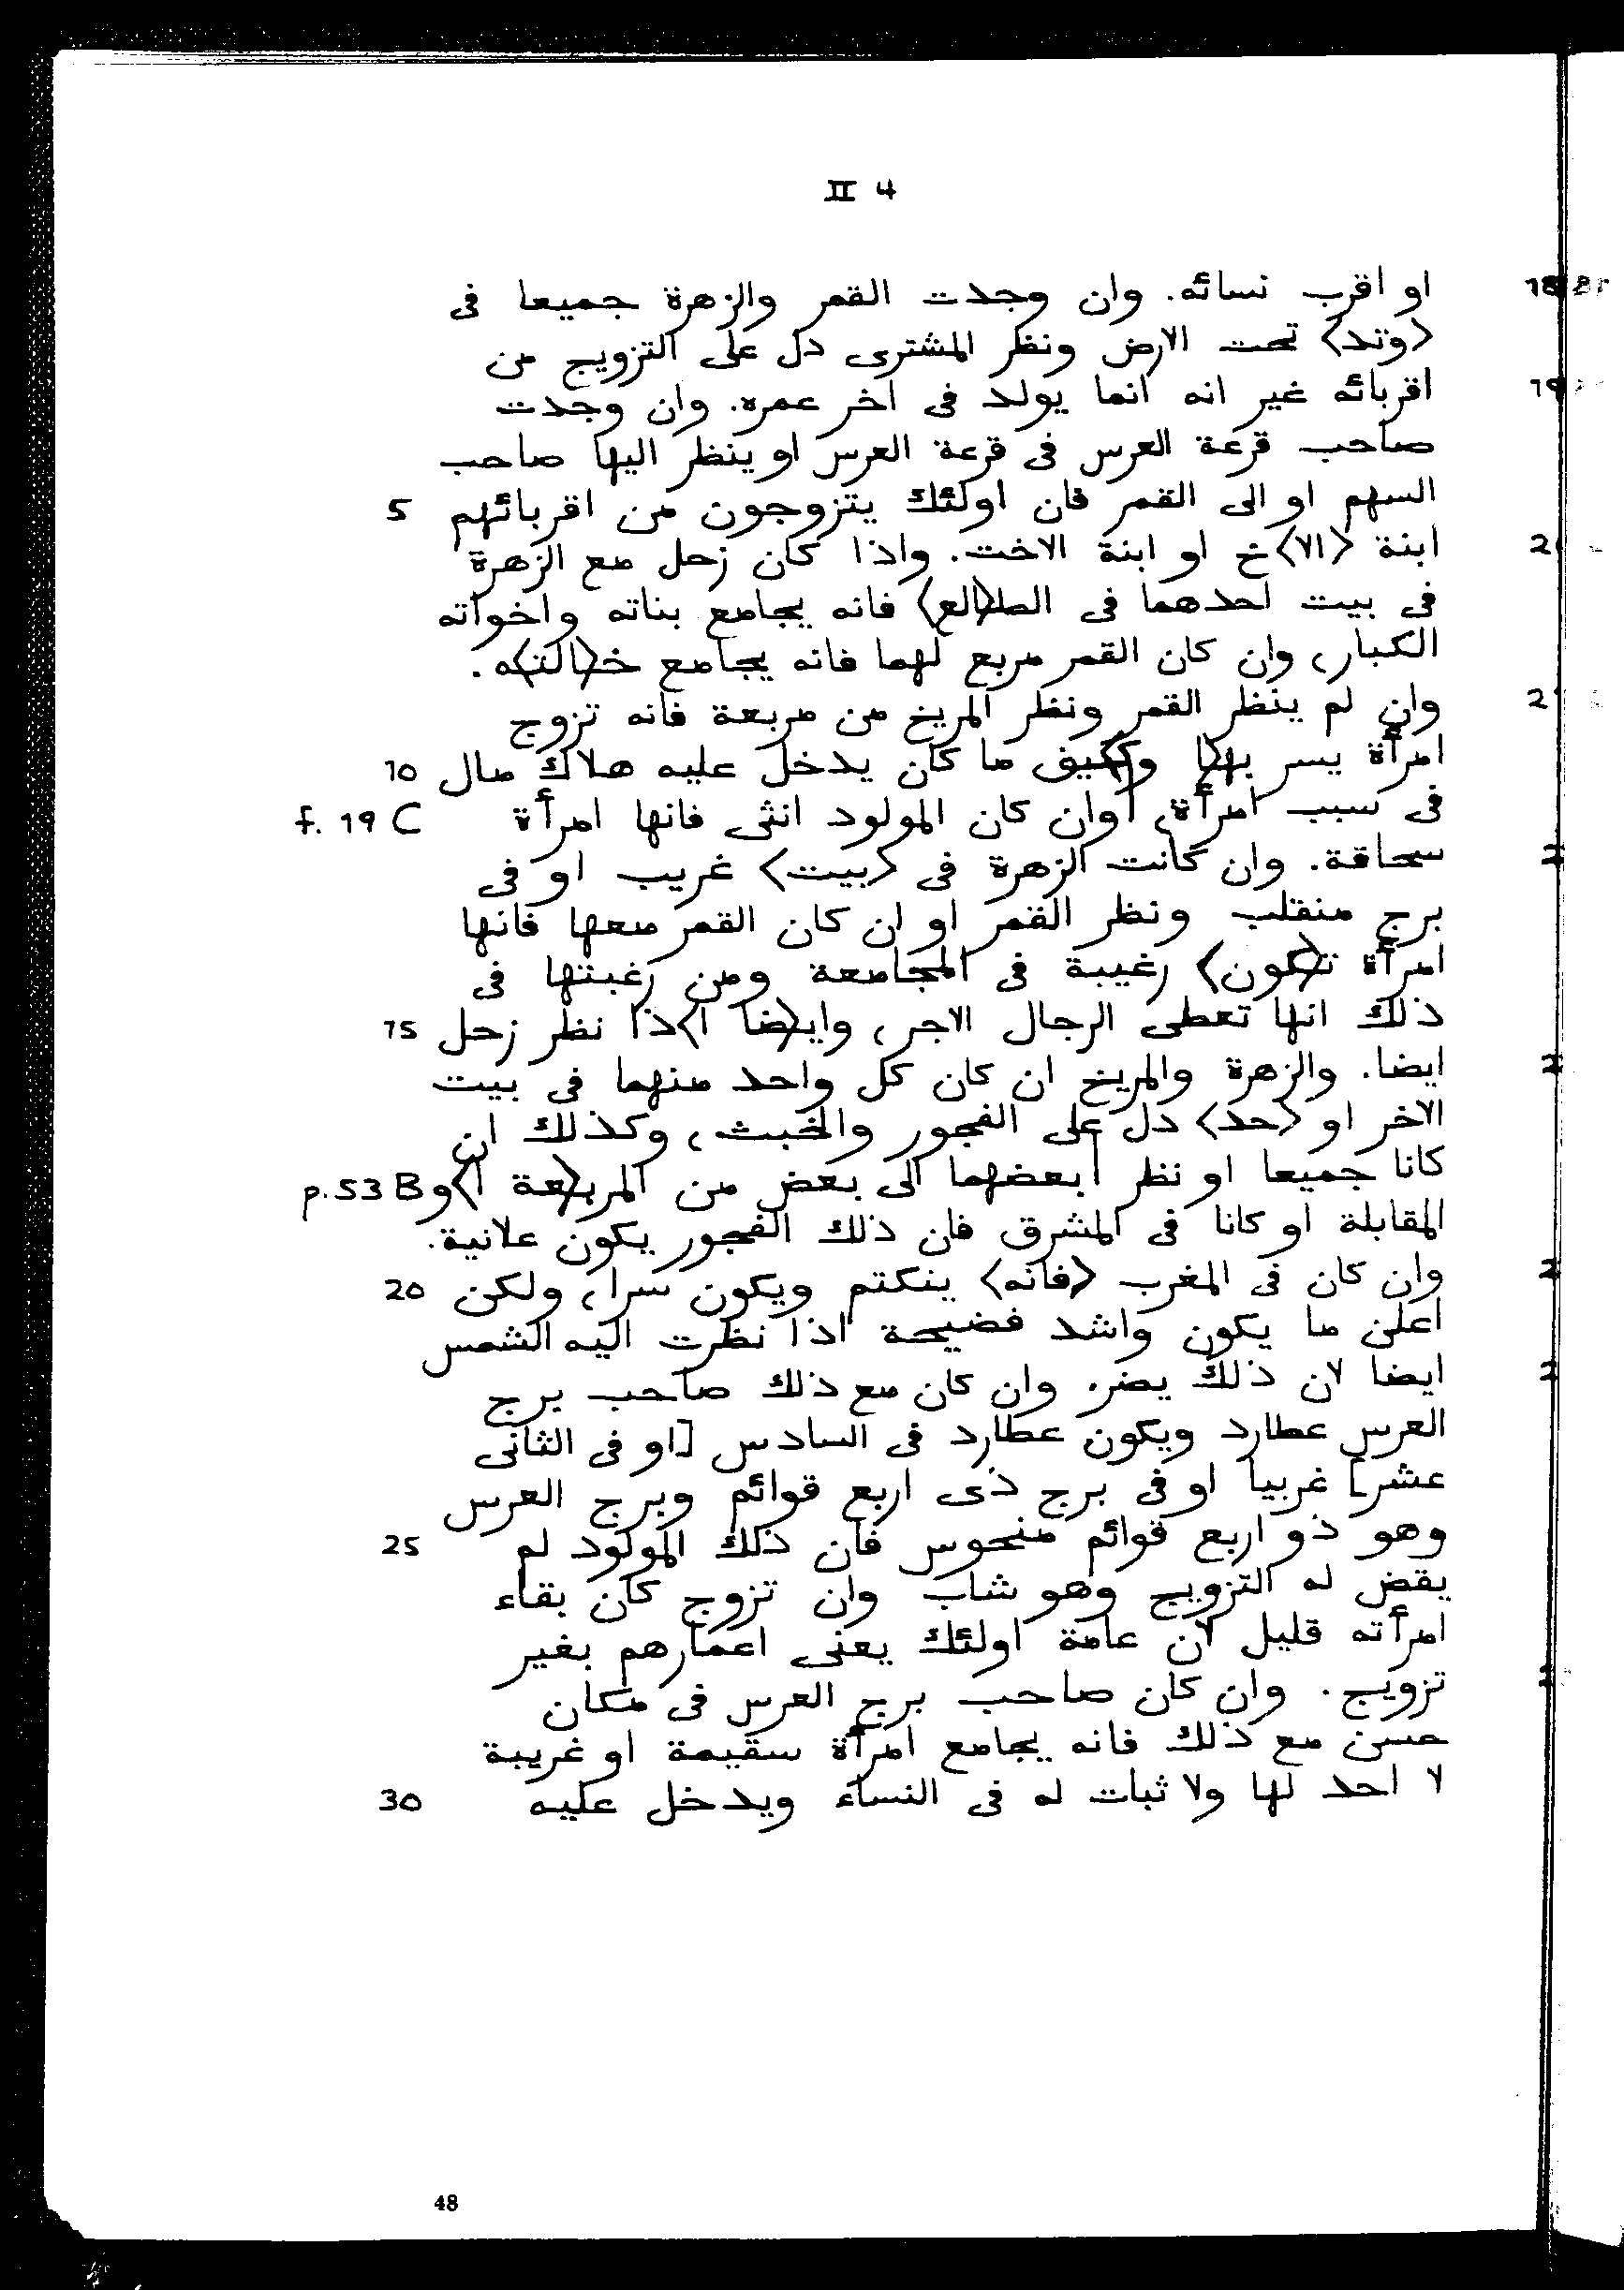 II 4
18 او اقرب نسائه. وان وجدت القمر والزهرة جميعا فى
<وتد> تحت الارض ونظر المشترى دل على التزويج من
19 اقربائه غير انه انما يولد فى اخر عمره. وان وجدت
صاحب قرعة العرس فى قرعة العرس او ينظر اليها صاحب
السهم او الى القمر فان اولئك يتزوجون من اقربائهم 5
2 ابنة <الا>خ او ابنة الاخت. واذا كان زحل مع الزهرة
فى بيت احدهما فى الط<الع> فانه يجامع بناته واخواته
الكبار، وان كان القمر مربع لهما فانه يجامع خ<الت>ه.
2 وان لم ينظر القمر ونظر المريخ من مربعة فانه تزوج
امرأة يسر ب<ه>ا و<ك>كيف ما كان يدخل عليه هلاك مال 10
فى سبب امرأة، |وان كان المولود انثى فانها امرأة f. 19 C
2 سحاقة. وان كانت الزهرة فى <بيت> غريب او فى
برج منقلب ونظر القمر او ان كان القمر معها فانها
امرأة ت<كون> رغيبة فى المجامعة ومن رغبتها فى
ذلك انها تعطى الرجال الاجر، واي<ضا ا>ذا نظر زحل 15
2 ايضا. والزهرة والمريخ ان كان كل واحد منهما فى بيت
الاخر او <حد> دل على الفجور والخبث، وكذلك ان
كانا جميعا او نظر |بعضهما الى بعض من المرب<عة ا>و p. 53 B
المقابلة او كانا فى المشرق فان ذلك الفجور يكون علانية.
2 وان كان فى المغرب <فانه> ينكتم ويكون سرا، ولكن 20
اعلن ما يكون واشد فضيحة اذا نظرت اليه الشمس
2 ايضا لان ذلك يضر. وان كان مع ذلك صاحب برج
العرس عطارد ويكون عطارد فى السادس [او فى الثانى
عشر] غربيا او فى برج ذى اربع قوائم وبرج العرس
وهو ذو اربع قوائم منحوس فان ذلك المولود لم 25
يقض له التزويج وهو شاب وان تزوج كان بقاء
امرأته قليل لان عامة اولئك يعنى اعمارهم بغير
2 تزويج. وان كان صاحب برج العرس فى مكان
حسن مع ذلك فانه يجامع امرأة سقيمة او غريبة
لا احد لها ولا ثبات له فى النساء ويدخل عليه 30
48